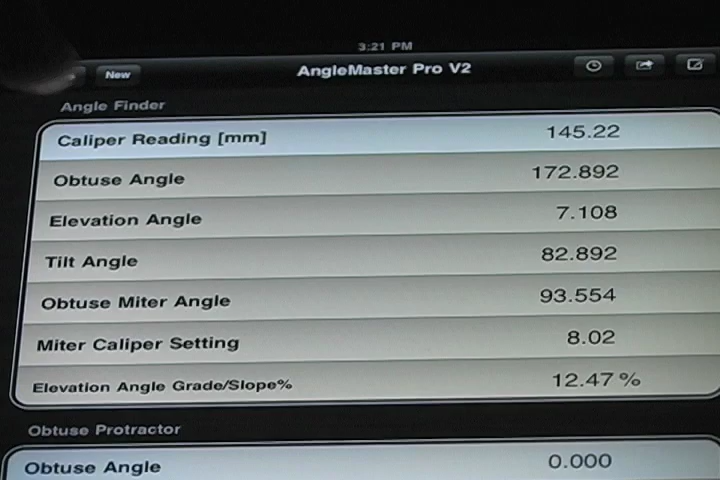 3:21 PM
New
AngleMaster Pro V2
Angle Finder
Caliper Reading [mm] 145.22
Obtuse Angle 172.892
Elevation Angle 7.108
Tilt Angle 82.892
Obtuse Miter Angle 93.554
Miter Caliper Setting 8.02
Elevation Angle Grade/Slope% 12.47 %
Obtuse Protractor
Obtuse Angle 0.000